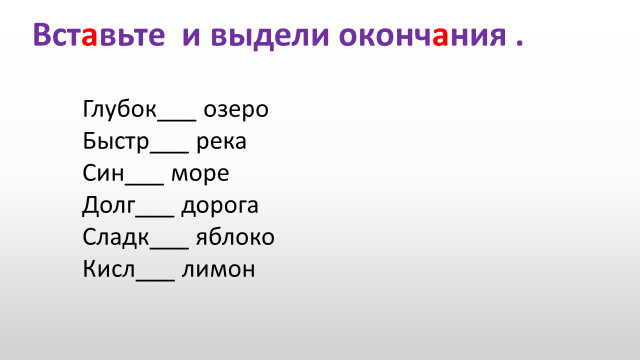 Вставьте и выдели окончания .
Глубок___ озеро
Быстр___ река
Син___ море
Долг___ дорога
Сладк___ яблоко
Кисл___ лимон